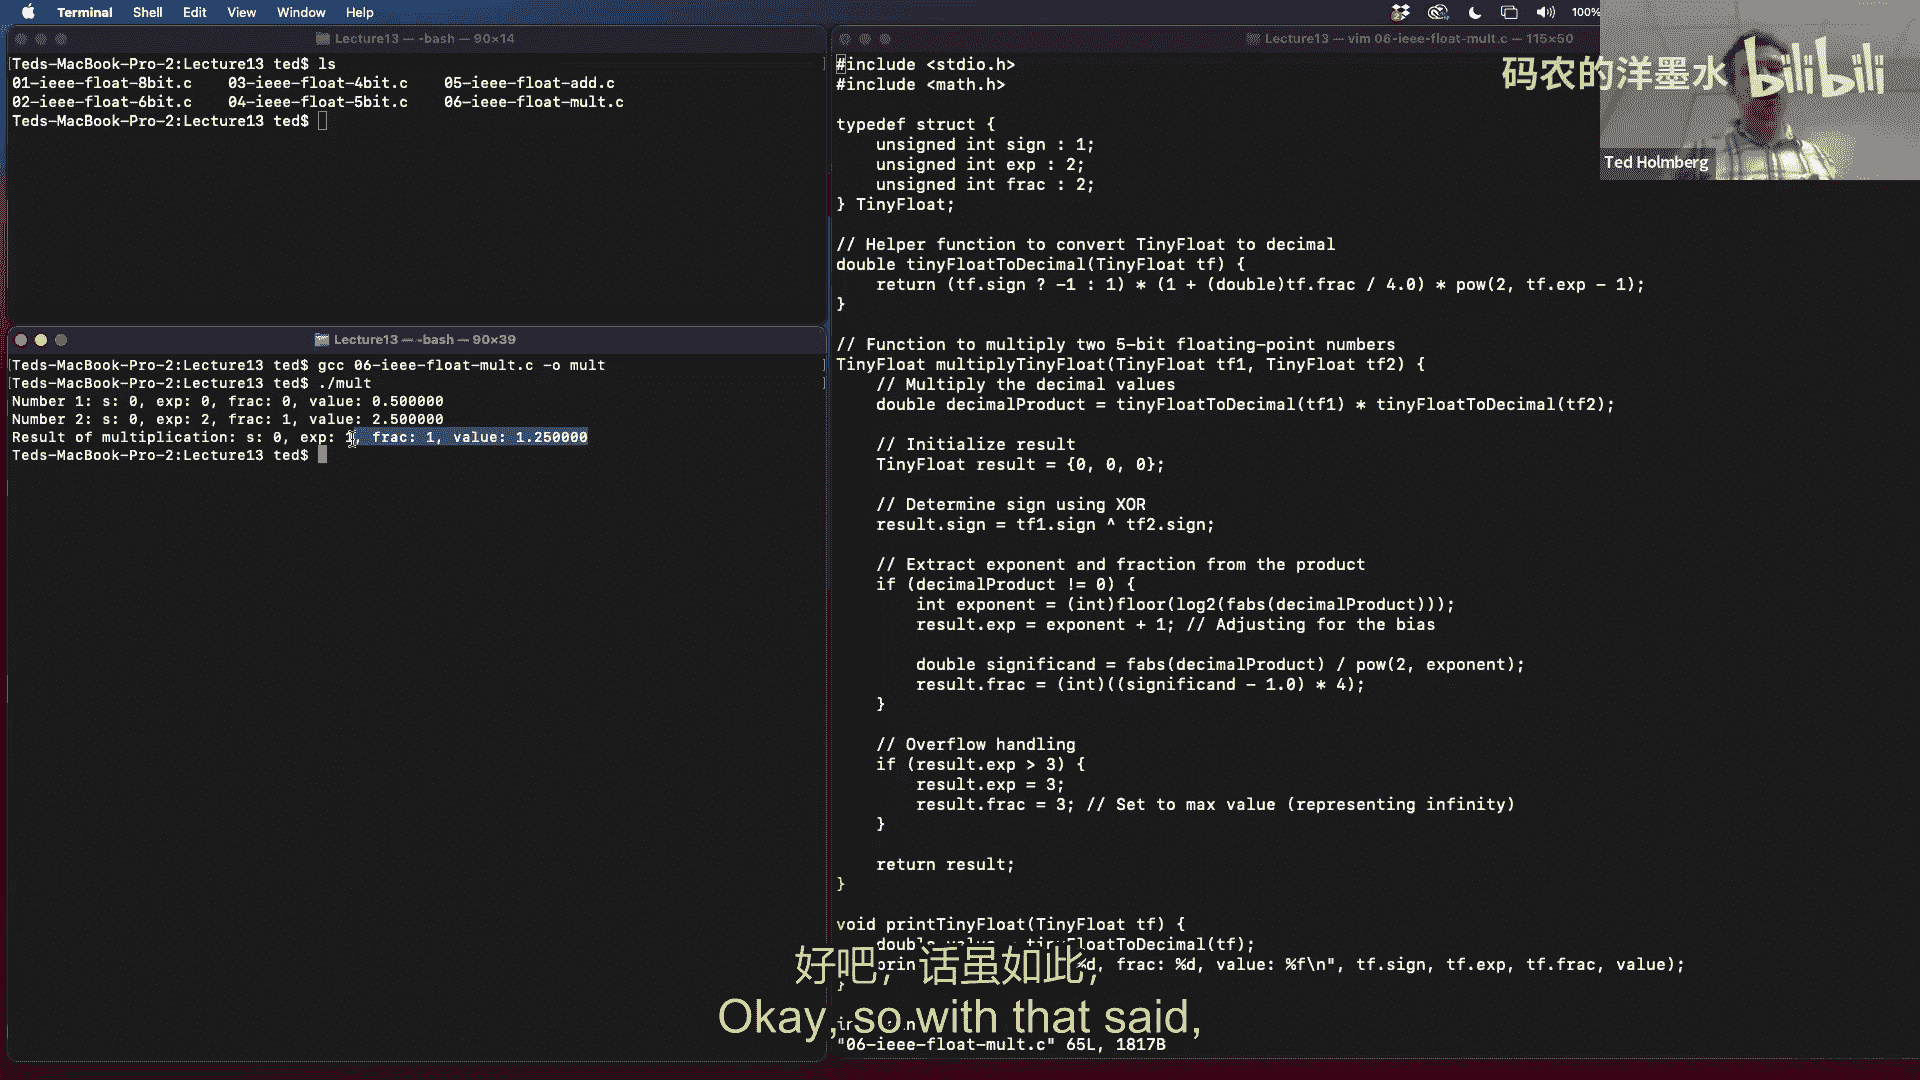 Terminal Shell Edit View Window Help
100%
Lecture13 — -bash — 90×14
Teds-MacBook-Pro-2:Lecture13 ted$ ls
01-ieee-float-8bit.c 03-ieee-float-4bit.c 05-ieee-float-add.c
02-ieee-float-6bit.c 04-ieee-float-5bit.c 06-ieee-float-mult.c
Teds-MacBook-Pro-2:Lecture13 ted$
Lecture13 — -bash — 90×39
Teds-MacBook-Pro-2:Lecture13 ted$ gcc 06-ieee-float-mult.c -o mult
Teds-MacBook-Pro-2:Lecture13 ted$ ./mult
Number 1: s: 0, exp: 0, frac: 0, value: 0.500000
Number 2: s: 0, exp: 2, frac: 1, value: 2.500000
Result of multiplication: s: 0, exp: 1, frac: 1, value: 1.250000
Teds-MacBook-Pro-2:Lecture13 ted$
Lecture13 — vim 06-ieee-float-mult.c — 115×50
#include <stdio.h>
#include <math.h>
typedef struct {
unsigned int sign : 1;
unsigned int exp : 2;
unsigned int frac : 2;
} TinyFloat;
// Helper function to convert TinyFloat to decimal
double tinyFloatToDecimal(TinyFloat tf) {
return (tf.sign ? -1 : 1) * (1 + (double)tf.frac / 4.0) * pow(2, tf.exp - 1);
}
// Function to multiply two 5-bit floating-point numbers
TinyFloat multiplyTinyFloat(TinyFloat tf1, TinyFloat tf2) {
// Multiply the decimal values
double decimalProduct = tinyFloatToDecimal(tf1) * tinyFloatToDecimal(tf2);
// Initialize result
TinyFloat result = {0, 0, 0};
// Determine sign using XOR
result.sign = tf1.sign ^ tf2.sign;
// Extract exponent and fraction from the product
if (decimalProduct != 0) {
int exponent = (int)floor(log2(fabs(decimalProduct)));
result.exp = exponent + 1; // Adjusting for the bias
double significand = fabs(decimalProduct) / pow(2, exponent);
result.frac = (int)((significand - 1.0) * 4);
}
// Overflow handling
if (result.exp > 3) {
result.exp = 3;
result.frac = 3; // Set to max value (representing infinity)
}
return result;
}
void printTinyFloat(TinyFloat tf) {
tinyFloatToDecimal(tf);
frac: %d, value: %f\n", tf.sign, tf.exp, tf.frac, value);
}
"06-ieee-float-mult.c" 65L, 1817B
码农的洋墨水 bilibili
Ted Holmberg
好吧，话虽如此，
Okay, so with that said,